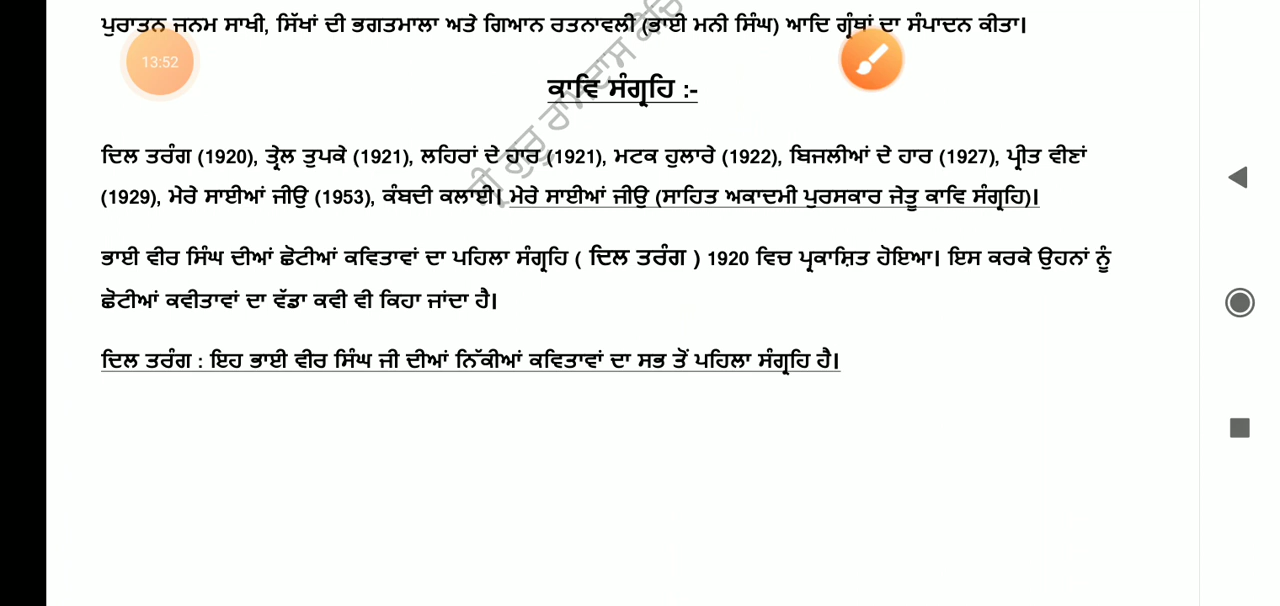 ਪੁਰਾਤਨ ਜਨਮ ਸਾਖੀ, ਸਿੱਖਾਂ ਦੀ ਭਗਤਮਾਲਾ ਅਤੇ ਗਿਆਨ ਰਤਨਾਵਲੀ (ਭਾਈ ਮਨੀ ਸਿੰਘ) ਆਦਿ ਗ੍ਰੰਥਾਂ ਦਾ ਸੰਪਾਦਨ ਕੀਤਾ।
13:52
ਕਾਵਿ ਸੰਗ੍ਰਹਿ :-
ਦਿਲ ਤਰੰਗ (1920), ਤ੍ਰੇਲ ਤੁਪਕੇ (1921), ਲਹਿਰਾਂ ਦੇ ਹਾਰ (1921), ਮਟਕ ਹੁਲਾਰੇ (1922), ਬਿਜਲੀਆਂ ਦੇ ਹਾਰ (1927), ਪ੍ਰੀਤ ਵੀਣਾਂ
(1929), ਮੇਰੇ ਸਾਈਆਂ ਜੀਉ (1953), ਕੰਬਦੀ ਕਲਾਈ। ਮੇਰੇ ਸਾਈਆਂ ਜੀਉ (ਸਾਹਿਤ ਅਕਾਦਮੀ ਪੁਰਸਕਾਰ ਜੇਤੂ ਕਾਵਿ ਸੰਗ੍ਰਹਿ)।
ਭਾਈ ਵੀਰ ਸਿੰਘ ਦੀਆਂ ਛੋਟੀਆਂ ਕਵਿਤਾਵਾਂ ਦਾ ਪਹਿਲਾ ਸੰਗ੍ਰਹਿ ( ਦਿਲ ਤਰੰਗ ) 1920 ਵਿਚ ਪ੍ਰਕਾਸ਼ਿਤ ਹੋਇਆ। ਇਸ ਕਰਕੇ ਉਹਨਾਂ ਨੂੰ
ਛੋਟੀਆਂ ਕਵੀਤਾਵਾਂ ਦਾ ਵੱਡਾ ਕਵੀ ਵੀ ਕਿਹਾ ਜਾਂਦਾ ਹੈ।
ਦਿਲ ਤਰੰਗ : ਇਹ ਭਾਈ ਵੀਰ ਸਿੰਘ ਜੀ ਦੀਆਂ ਨਿੱਕੀਆਂ ਕਵਿਤਾਵਾਂ ਦਾ ਸਭ ਤੋਂ ਪਹਿਲਾ ਸੰਗ੍ਰਹਿ ਹੈ।
ਗੁਰੂ ਰਾਮਦਾਸ